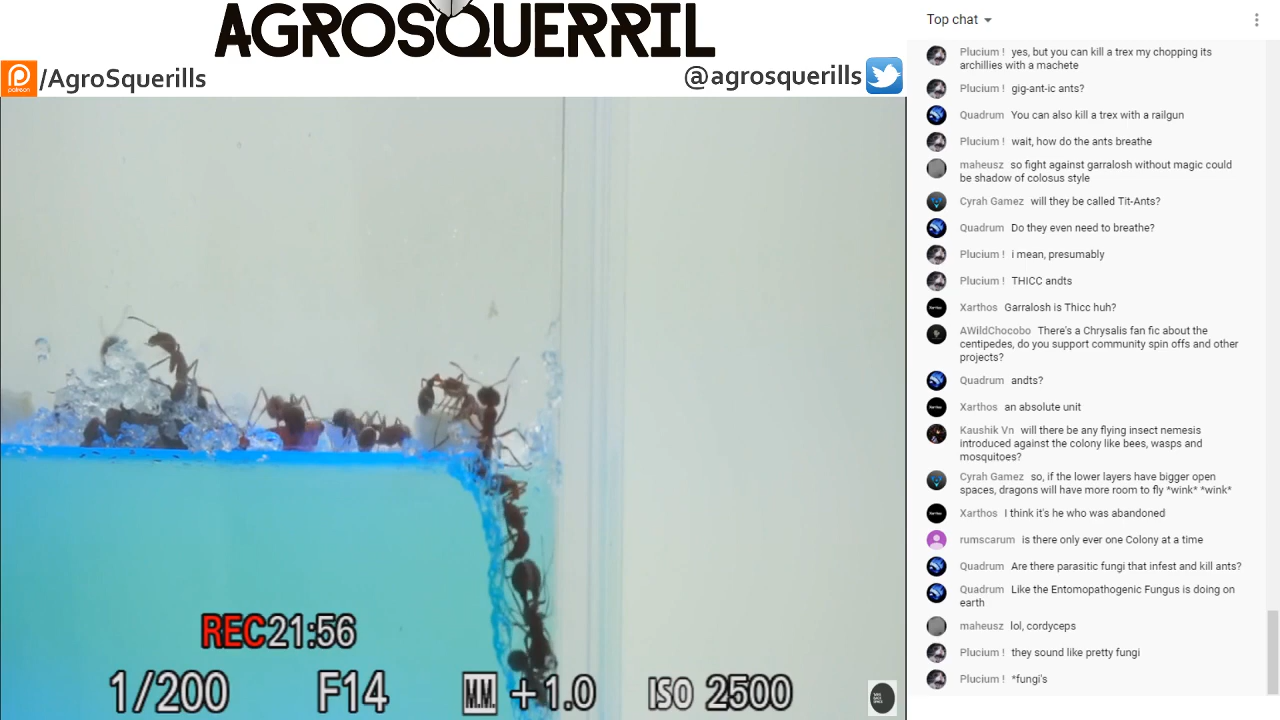 AGROSQUERRIL
/AgroSquerills
@agrosquerills
patreon
REC21:56
1/200 F14 M.M. +1.0 ISO 2500
Top chat
Plucium ! yes, but you can kill a trex my chopping its
archillies with a machete
Plucium ! gig-ant-ic ants?
Quadrum You can also kill a trex with a railgun
Plucium ! wait, how do the ants breathe
maheusz so fight against garralosh without magic could
be shadow of colosus style
Cyrah Gamez will they be called Tit-Ants?
Quadrum Do they even need to breathe?
Plucium ! i mean, presumably
Plucium ! THICC andts
Xarthos Garralosh is Thicc huh?
AWildChocobo There's a Chrysalis fan fic about the
centipedes, do you support community spin offs and other
projects?
Quadrum andts?
Xarthos an absolute unit
Kaushik Vn will there be any flying insect nemesis
introduced against the colony like bees, wasps and
mosquitoes?
Cyrah Gamez so, if the lower layers have bigger open
spaces, dragons will have more room to fly *wink* *wink*
Xarthos I think it's he who was abandoned
rumscarum is there only ever one Colony at a time
Quadrum Are there parasitic fungi that infest and kill ants?
Quadrum Like the Entomopathogenic Fungus is doing on
earth
maheusz lol, cordyceps
Plucium ! they sound like pretty fungi
Plucium ! *fungi's